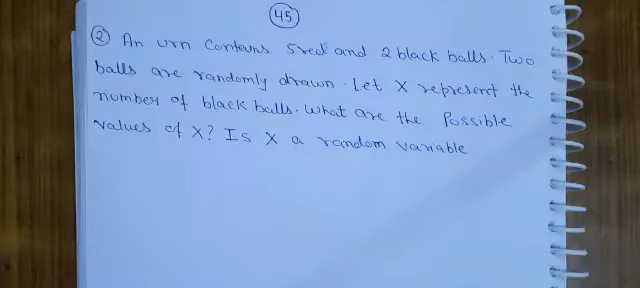 45
② An urn contains 5red and 2 black balls. Two
balls are randomly drawn. Let X represent the
number of black balls. What are the Possible
values of X? Is X a random variable